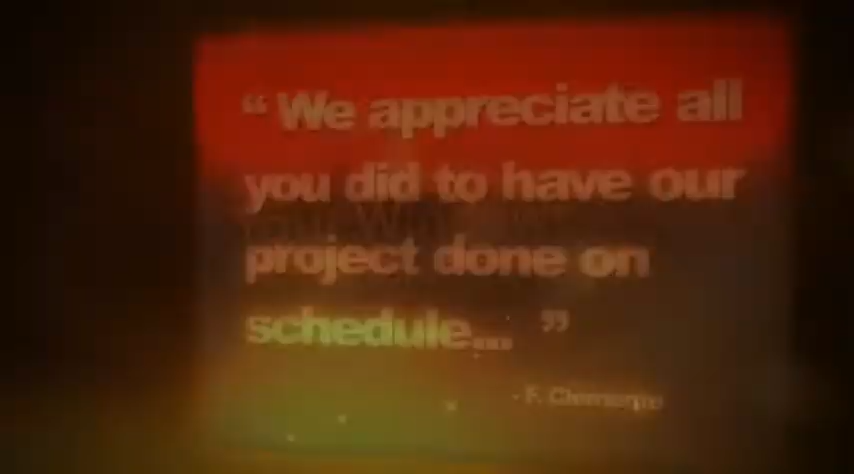 “ We appreciate all
you did to have our
project done on
schedule... ”
- F. Clemente